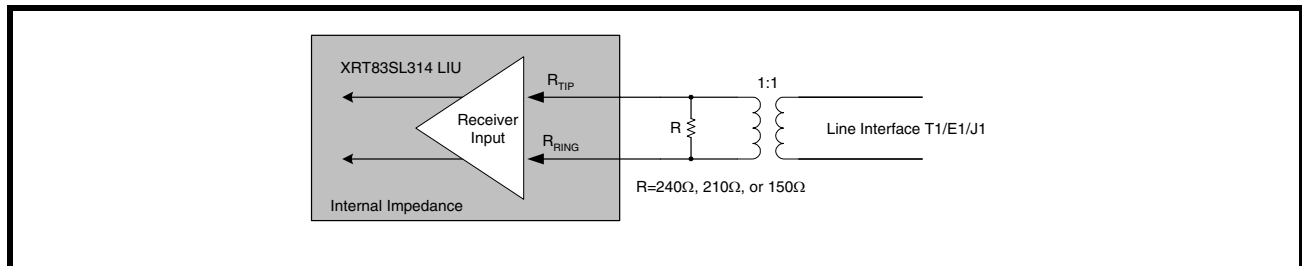 XRT83SL314 LIU
RTIP
1:1
Receiver
Input
R
Line Interface T1/E1/J1
RRING
R=240Ω, 210Ω, or 150Ω
Internal Impedance